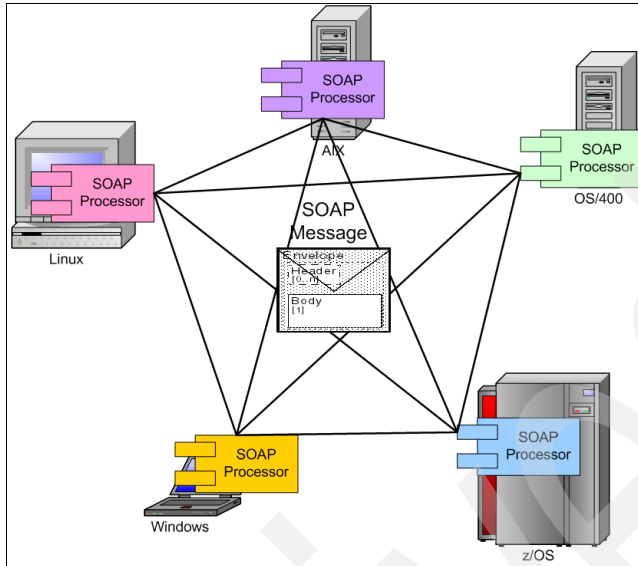 SOAP
Processor
AIX
SOAP
Processor
OS/400
SOAP
Processor
Linux
SOAP
Message
Envelope
Header
[0..n]
Body
[1]
SOAP
Processor
Windows
SOAP
Processor
z/OS